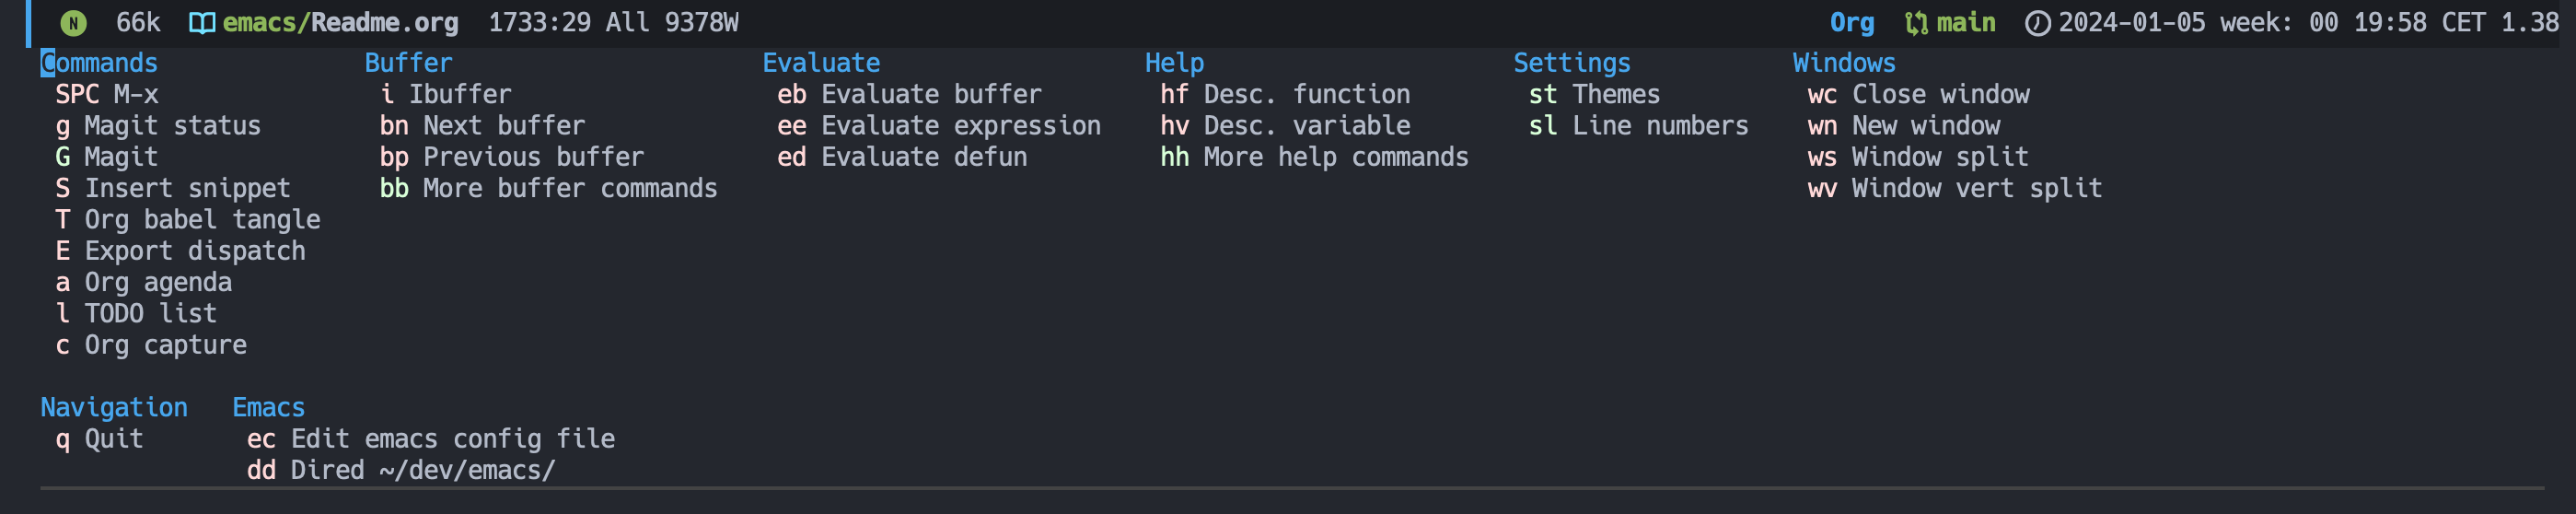 N 66k emacs/Readme.org 1733:29 All 9378W Org main 2024-01-05 week: 00 19:58 CET 1.38
Commands Buffer Evaluate Help Settings Windows
SPC M-x i Ibuffer eb Evaluate buffer hf Desc. function st Themes wc Close window
g Magit status bn Next buffer ee Evaluate expression hv Desc. variable sl Line numbers wn New window
G Magit bp Previous buffer ed Evaluate defun hh More help commands ws Window split
S Insert snippet bb More buffer commands wv Window vert split
T Org babel tangle
E Export dispatch
a Org agenda
l TODO list
c Org capture
Navigation Emacs
q Quit ec Edit emacs config file
dd Dired ~/dev/emacs/